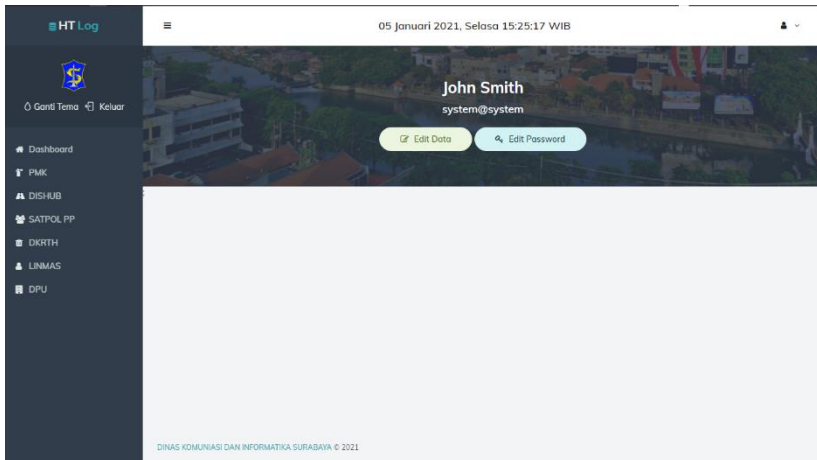 HT Log
05 Januari 2021, Selasa 15:25:17 WIB
Ganti Tema Keluar
John Smith
system@system
Edit Data Edit Password
Dashboard
PMK
DISHUB
SATPOL PP
DKRTH
LINMAS
DPU
DINAS KOMUNIASI DAN INFORMATIKA SURABAYA © 2021